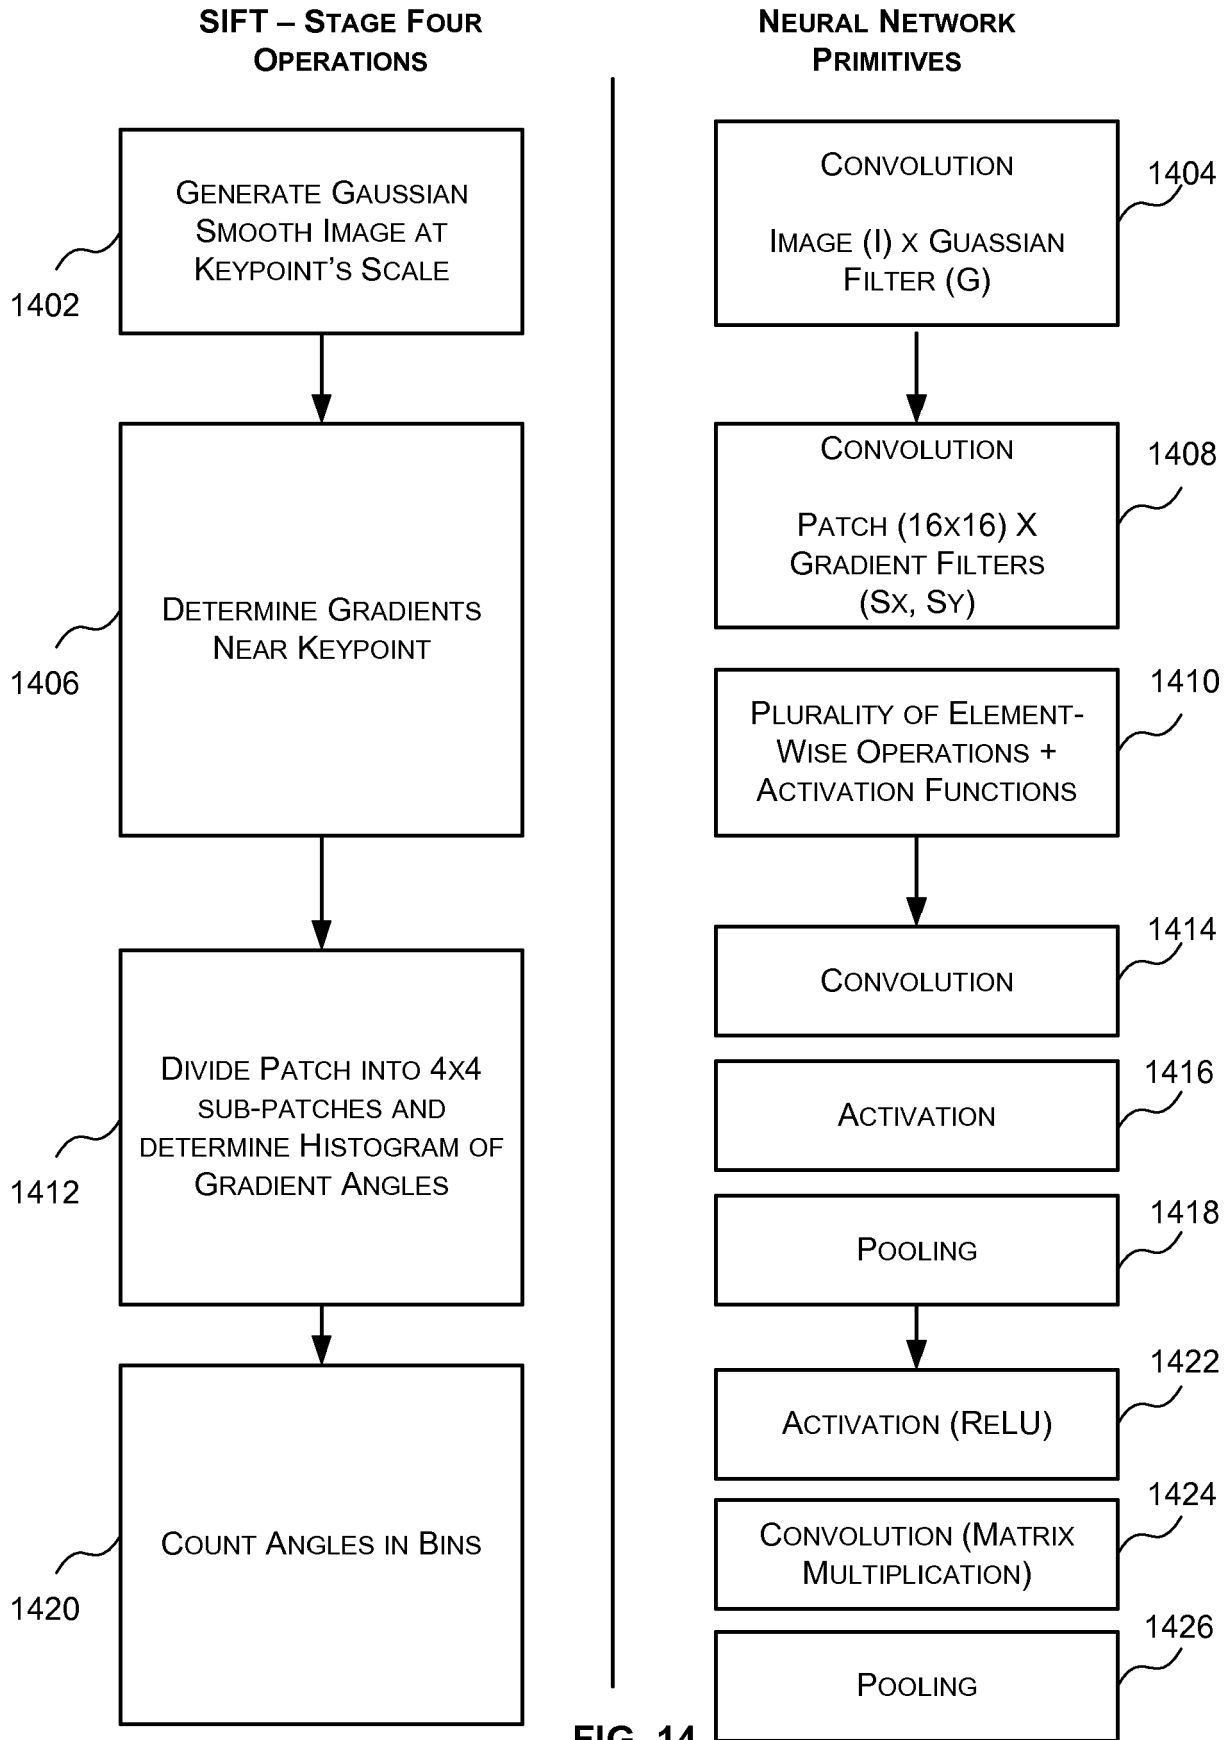 SIFT – STAGE FOUR
OPERATIONS
GENERATE GAUSSIAN
SMOOTH IMAGE AT
KEYPOINT'S SCALE
1402
DETERMINE GRADIENTS
NEAR KEYPOINT
1406
DIVIDE PATCH INTO 4X4
SUB-PATCHES AND
DETERMINE HISTOGRAM OF
GRADIENT ANGLES
1412
COUNT ANGLES IN BINS
1420
NEURAL NETWORK
PRIMITIVES
CONVOLUTION
IMAGE (I) X GUASSIAN
FILTER (G)
1404
CONVOLUTION
PATCH (16X16) X
GRADIENT FILTERS
(SX, SY)
1408
PLURALITY OF ELEMENT-
WISE OPERATIONS +
ACTIVATION FUNCTIONS
1410
CONVOLUTION
1414
ACTIVATION
1416
POOLING
1418
ACTIVATION (RELU)
1422
CONVOLUTION (MATRIX
MULTIPLICATION)
1424
POOLING
1426
FIG. 14